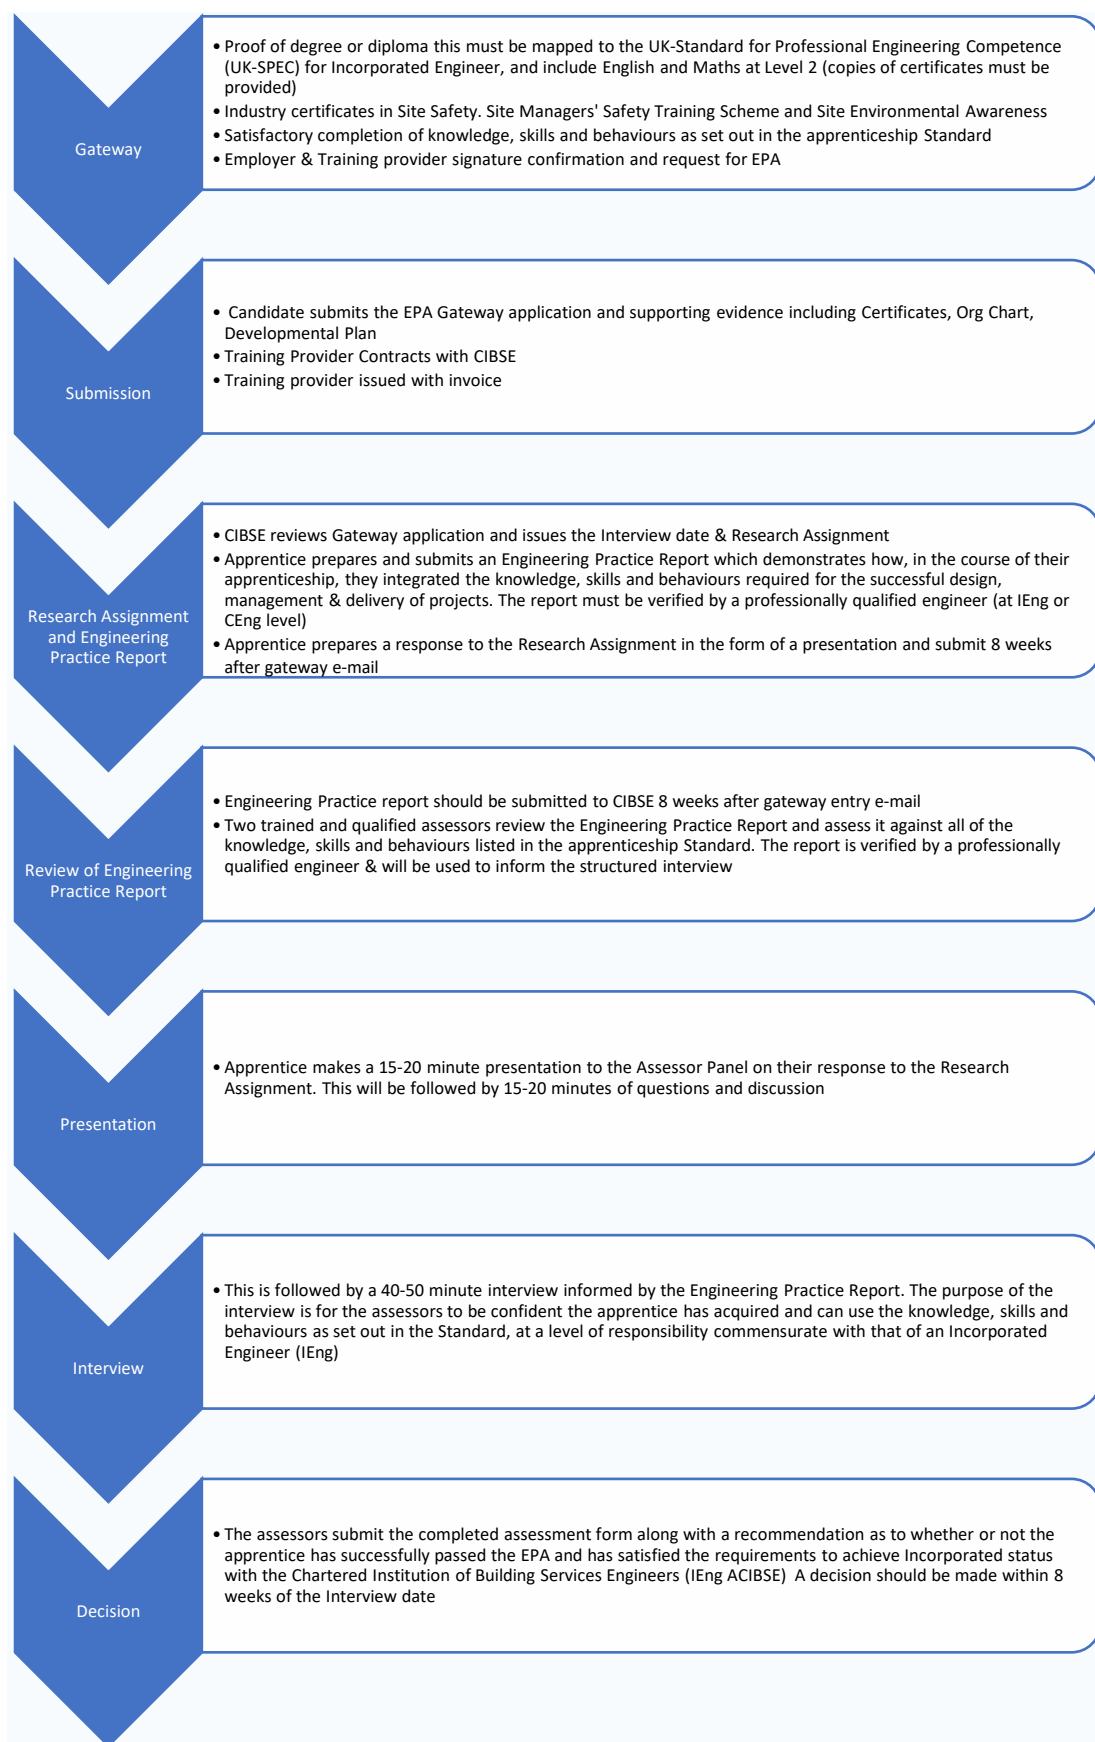 Gateway
• Proof of degree or diploma this must be mapped to the UK-Standard for Professional Engineering Competence
(UK-SPEC) for Incorporated Engineer, and include English and Maths at Level 2 (copies of certificates must be
provided)
• Industry certificates in Site Safety. Site Managers' Safety Training Scheme and Site Environmental Awareness
• Satisfactory completion of knowledge, skills and behaviours as set out in the apprenticeship Standard
• Employer & Training provider signature confirmation and request for EPA
Submission
• Candidate submits the EPA Gateway application and supporting evidence including Certificates, Org Chart,
Developmental Plan
• Training Provider Contracts with CIBSE
• Training provider issued with invoice
Research Assignment
and Engineering
Practice Report
• CIBSE reviews Gateway application and issues the Interview date & Research Assignment
• Apprentice prepares and submits an Engineering Practice Report which demonstrates how, in the course of their
apprenticeship, they integrated the knowledge, skills and behaviours required for the successful design,
management & delivery of projects. The report must be verified by a professionally qualified engineer (at IEng or
CEng level)
• Apprentice prepares a response to the Research Assignment in the form of a presentation and submit 8 weeks
after gateway e-mail
Review of Engineering
Practice Report
• Engineering Practice report should be submitted to CIBSE 8 weeks after gateway entry e-mail
• Two trained and qualified assessors review the Engineering Practice Report and assess it against all of the
knowledge, skills and behaviours listed in the apprenticeship Standard. The report is verified by a professionally
qualified engineer & will be used to inform the structured interview
Presentation
• Apprentice makes a 15-20 minute presentation to the Assessor Panel on their response to the Research
Assignment. This will be followed by 15-20 minutes of questions and discussion
Interview
• This is followed by a 40-50 minute interview informed by the Engineering Practice Report. The purpose of the
interview is for the assessors to be confident the apprentice has acquired and can use the knowledge, skills and
behaviours as set out in the Standard, at a level of responsibility commensurate with that of an Incorporated
Engineer (IEng)
Decision
• The assessors submit the completed assessment form along with a recommendation as to whether or not the
apprentice has successfully passed the EPA and has satisfied the requirements to achieve Incorporated status
with the Chartered Institution of Building Services Engineers (IEng ACIBSE) A decision should be made within 8
weeks of the Interview date